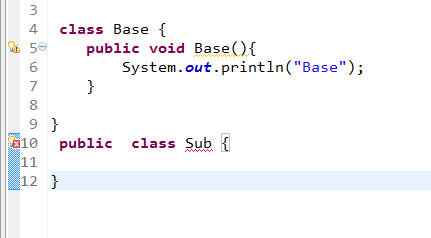 3
4 class Base {
5 public void Base(){
6 System.out.println("Base");
7 }
8
9 }
10 public  class Sub {
11
12 }